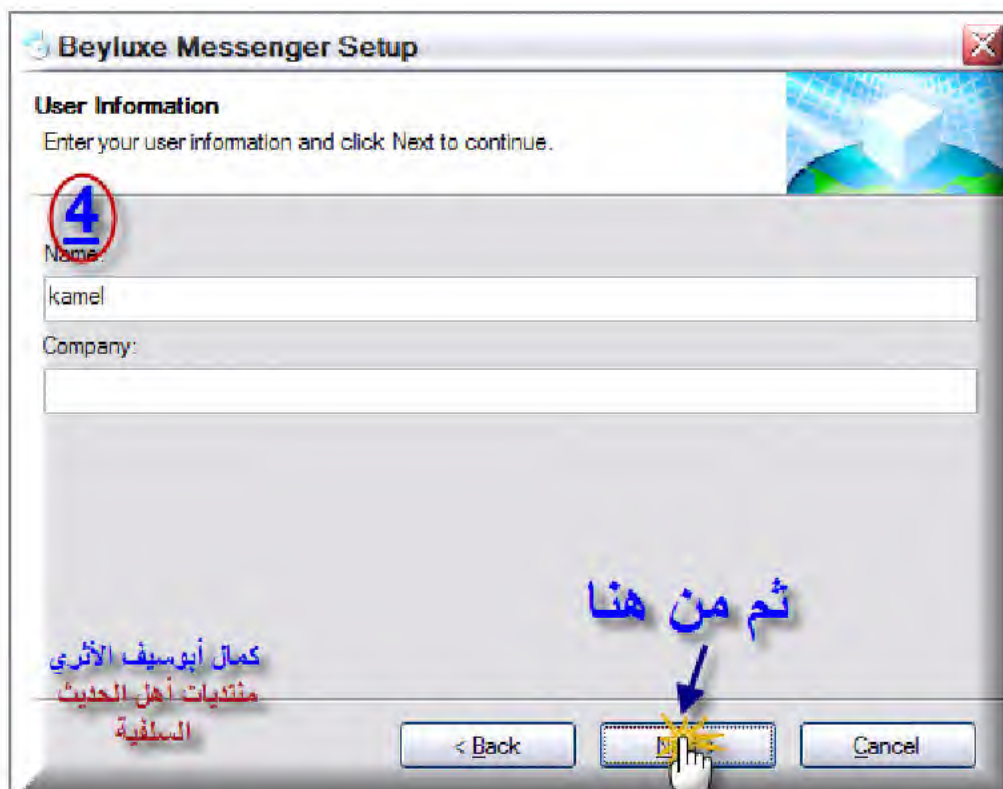 Beyluxe Messenger Setup
User Information
Enter your user information and click Next to continue.
4
Name:
kamel
Company:
ثم من هنا
كمال أبوسيف الأثري
منتديات أهل الحديث
السلفية
< Back
Cancel